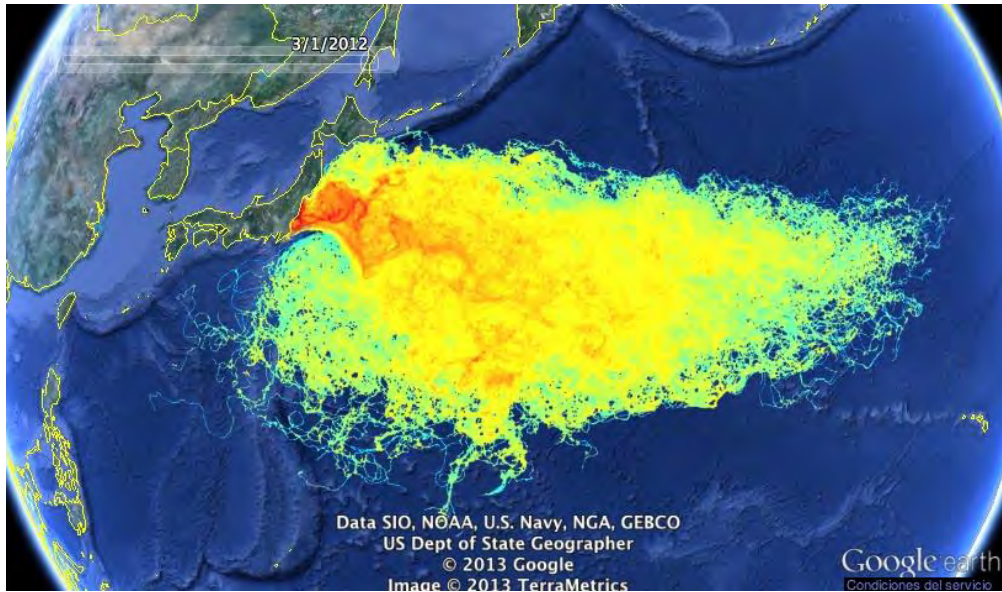 3/1/2012
Data SIO, NOAA, U.S. Navy, NGA, GEBCO
US Dept of State Geographer
© 2013 Google
Image © 2013 TerraMetrics
Google earth
Condiciones del servicio